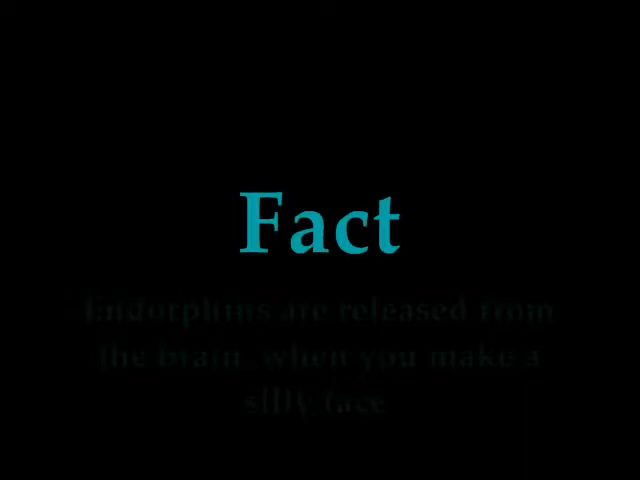 Fact
Endorphins are released from
the brain, when you make a
silly face